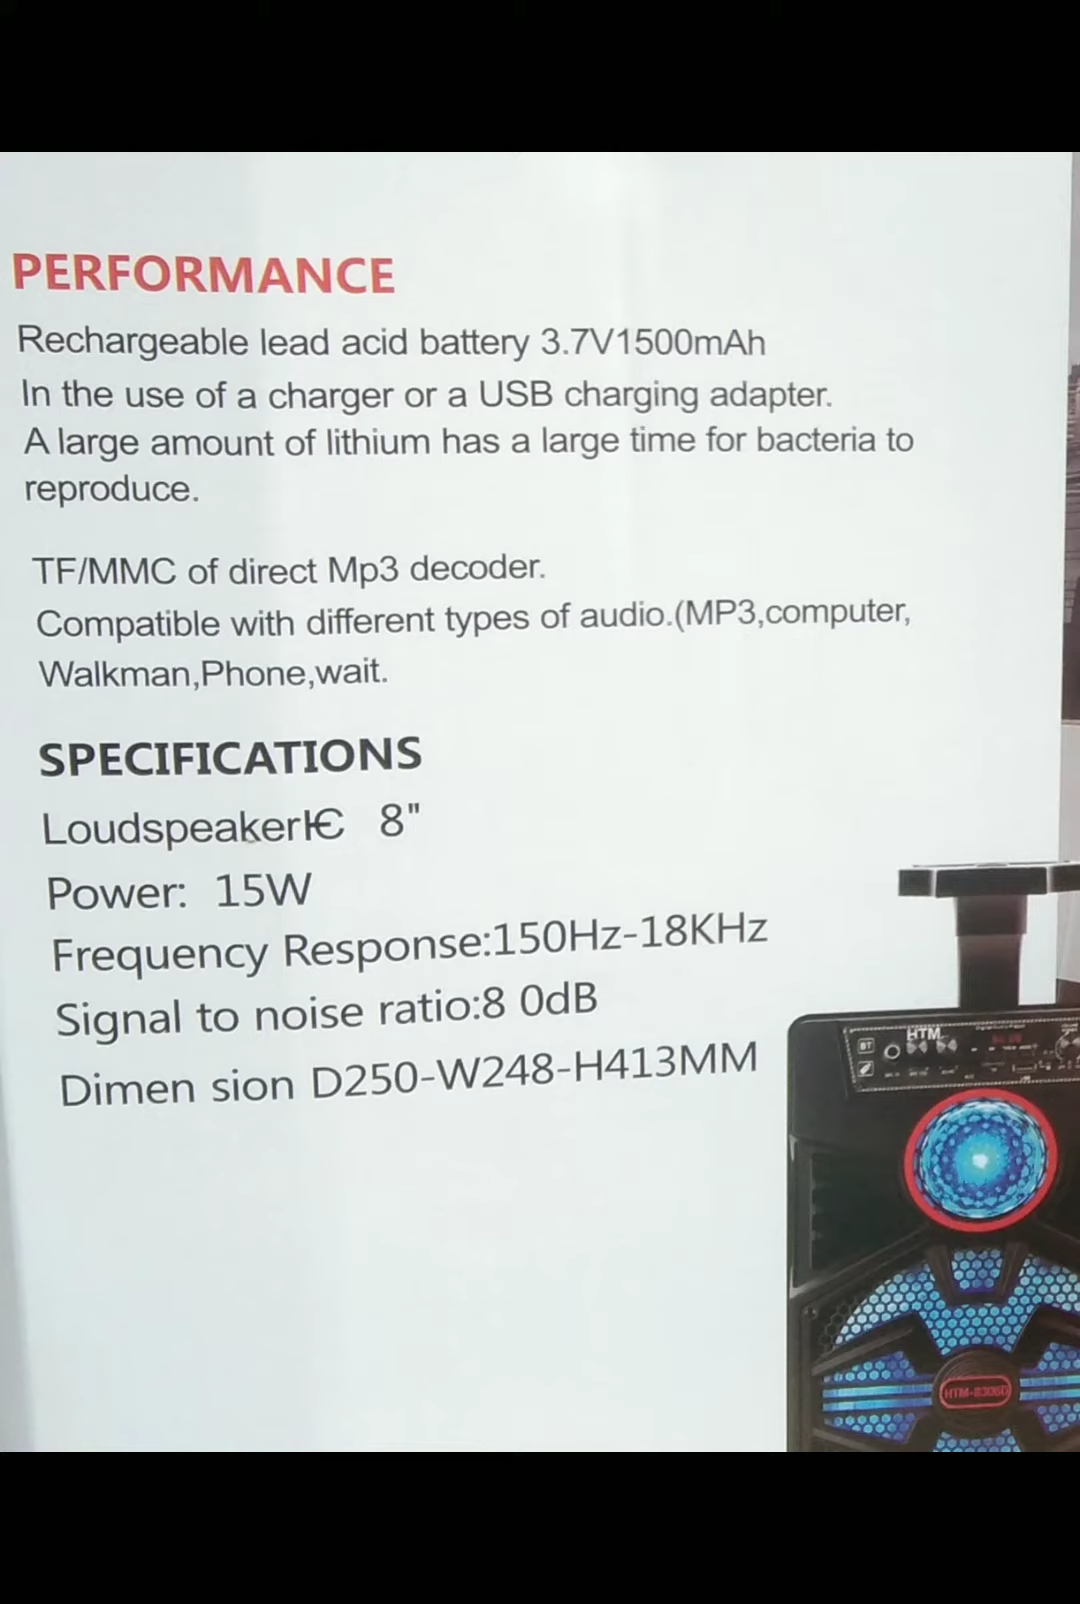 PERFORMANCE
Rechargeable lead acid battery 3.7V1500mAh
In the use of a charger or a USB charging adapter.
A large amount of lithium has a large time for bacteria to
reproduce.
TF/MMC of direct Mp3 decoder.
Compatible with different types of audio.(MP3,computer,
Walkman,Phone,wait.
SPECIFICATIONS
Loudspeaker 8"
Power: 15W
Frequency Response:150Hz-18KHz
Signal to noise ratio:8 0dB
Dimen sion D250-W248-H413MM
HTM
BT